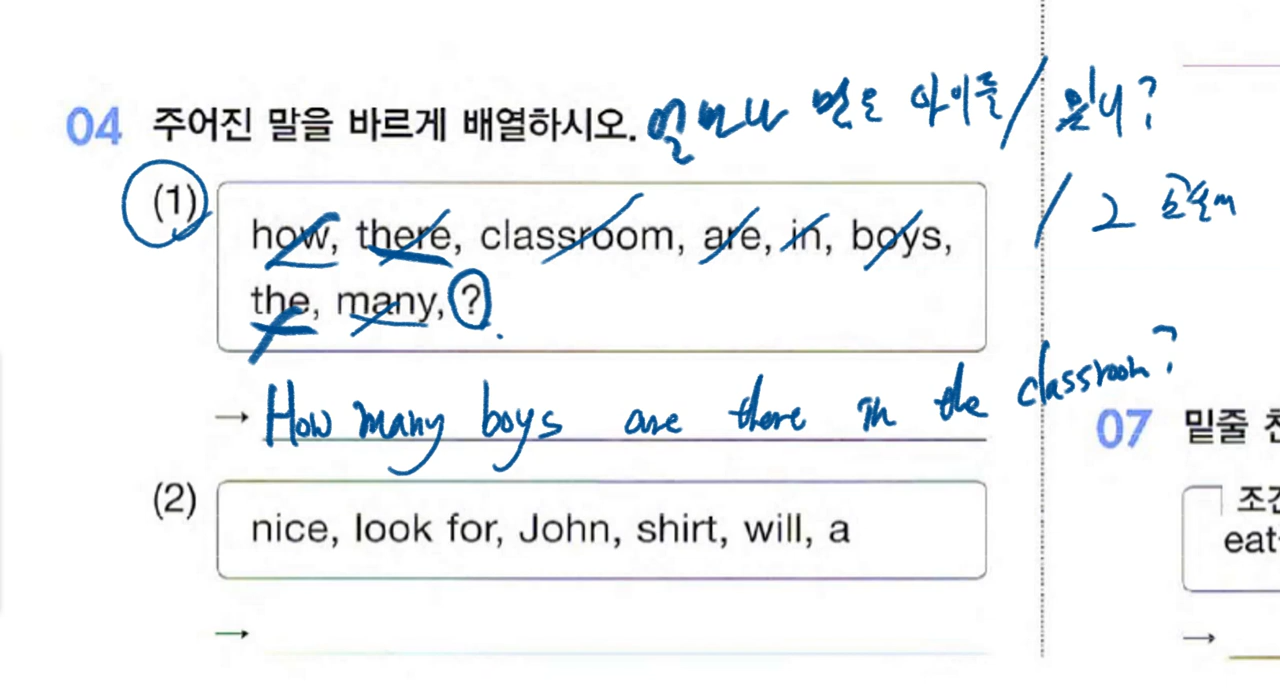 04 주어진 말을 바르게 배열하시오. 얼마나 많은 아이들 / 있니?
(1) / 그 교실에
how, there, classroom, are, in, boys,
the, many, ?
→ How many boys are there in the classroom?
(2)
nice, look for, John, shirt, will, a
→
07 밑줄 친
조건
eat
→